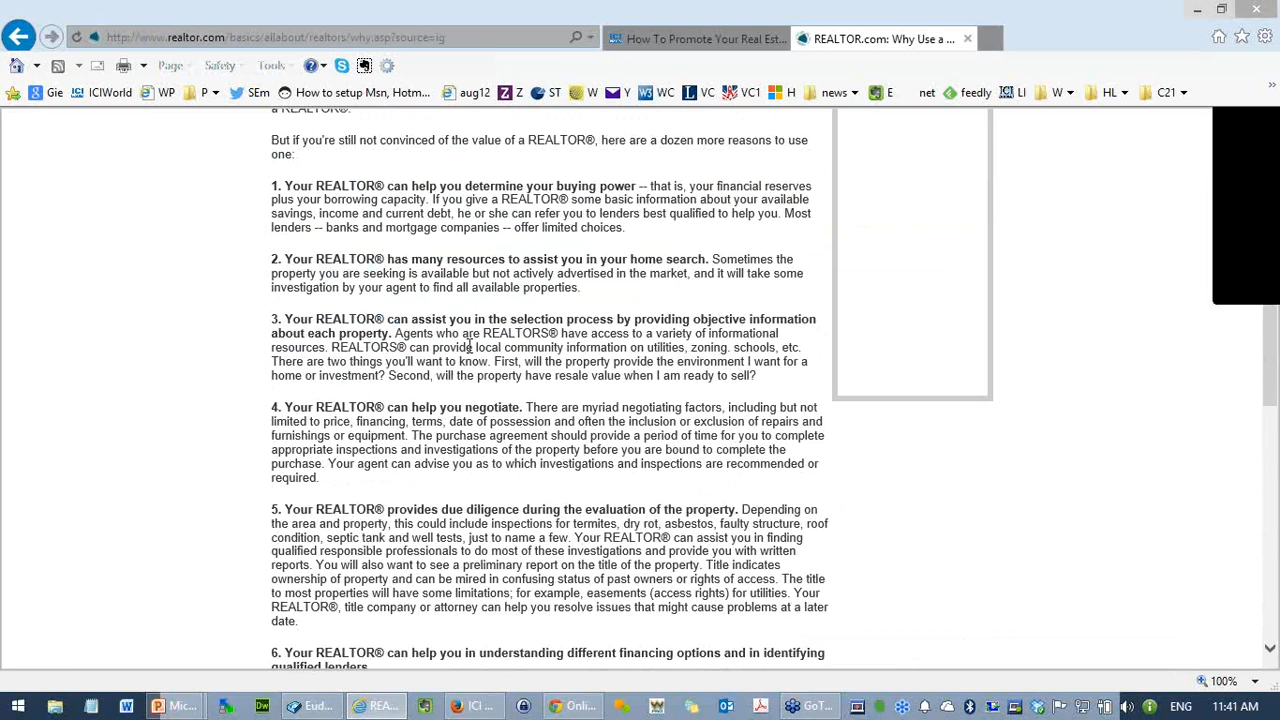 http://www.realtor.com/basics/allabout/realtors/why.asp?source=ig
How To Promote Your Real Est...
REALTOR.com: Why Use a ...
Page
Safety
Tools
Gie
ICIWorld
WP
P
SEm
How to setup Msn, Hotm...
aug12
Z
ST
W
Y
WC
VC
VC1
H
news
E
net
feedly
LI
W
HL
C21
a REALTOR®.
But if you're still not convinced of the value of a REALTOR®, here are a dozen more reasons to use
one:
1. Your REALTOR® can help you determine your buying power -- that is, your financial reserves
plus your borrowing capacity. If you give a REALTOR® some basic information about your available
savings, income and current debt, he or she can refer you to lenders best qualified to help you. Most
lenders -- banks and mortgage companies -- offer limited choices.
2. Your REALTOR® has many resources to assist you in your home search. Sometimes the
property you are seeking is available but not actively advertised in the market, and it will take some
investigation by your agent to find all available properties.
3. Your REALTOR® can assist you in the selection process by providing objective information
about each property. Agents who are REALTORS® have access to a variety of informational
resources. REALTORS® can provide local community information on utilities, zoning. schools, etc.
There are two things you'll want to know. First, will the property provide the environment I want for a
home or investment? Second, will the property have resale value when I am ready to sell?
4. Your REALTOR® can help you negotiate. There are myriad negotiating factors, including but not
limited to price, financing, terms, date of possession and often the inclusion or exclusion of repairs and
furnishings or equipment. The purchase agreement should provide a period of time for you to complete
appropriate inspections and investigations of the property before you are bound to complete the
purchase. Your agent can advise you as to which investigations and inspections are recommended or
required.
5. Your REALTOR® provides due diligence during the evaluation of the property. Depending on
the area and property, this could include inspections for termites, dry rot, asbestos, faulty structure, roof
condition, septic tank and well tests, just to name a few. Your REALTOR® can assist you in finding
qualified responsible professionals to do most of these investigations and provide you with written
reports. You will also want to see a preliminary report on the title of the property. Title indicates
ownership of property and can be mired in confusing status of past owners or rights of access. The title
to most properties will have some limitations; for example, easements (access rights) for utilities. Your
REALTOR®, title company or attorney can help you resolve issues that might cause problems at a later
date.
6. Your REALTOR® can help you in understanding different financing options and in identifying
qualified lenders.
100%
Mic...
Eud...
REA...
ICI ...
Onli...
GoT...
ENG
11:41 AM